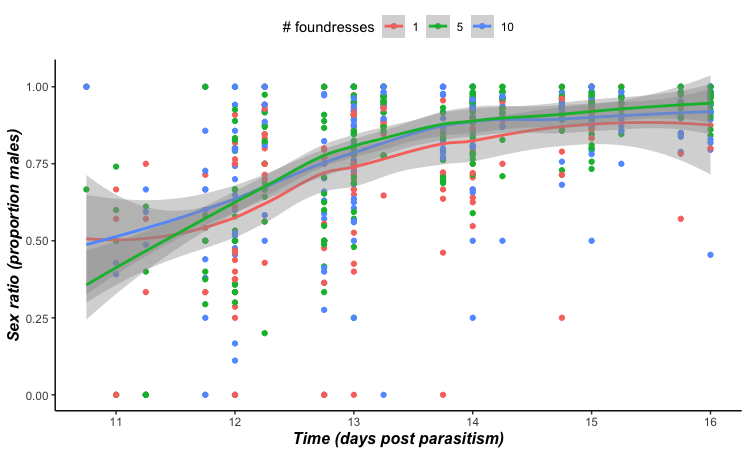 # foundresses 1 5 10
1.00
0.75
0.50
0.25
0.00
Sex ratio (proportion males)
11 12 13 14 15 16
Time (days post parasitism)